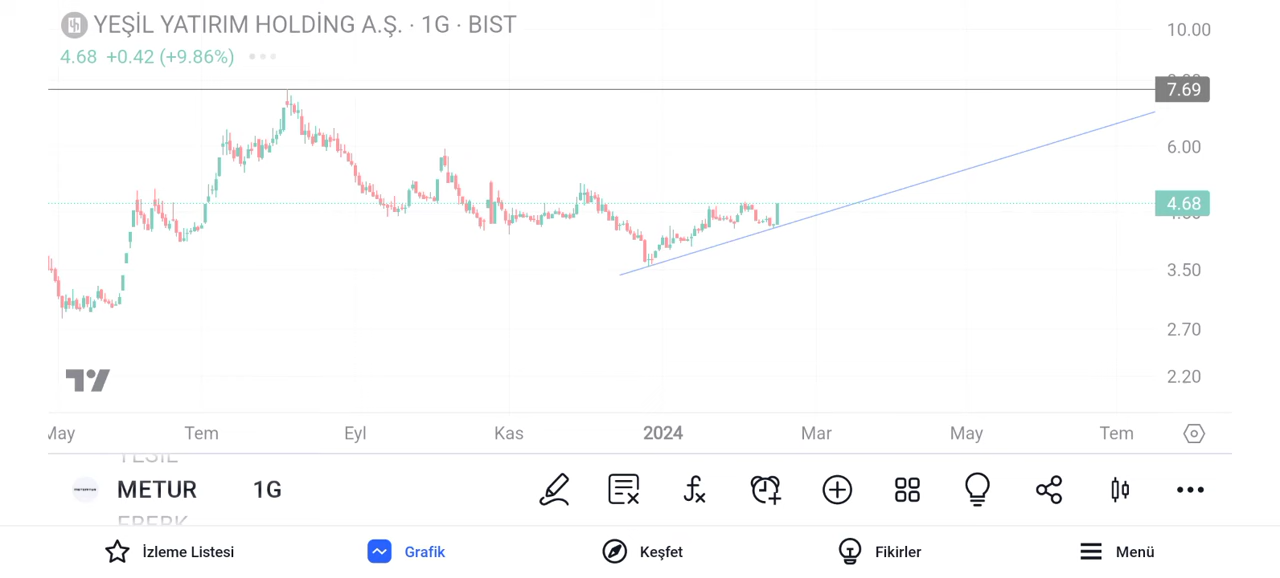 YEŞİL YATIRIM HOLDİNG A.Ş. · 1G · BIST
4.68 +0.42 (+9.86%)
10.00
7.69
6.00
4.68
3.50
2.70
2.20
May Tem Eyl Kas 2024 Mar May Tem
YESIL
METUR 1G
EBEBK
İzleme Listesi Grafik Keşfet Fikirler Menü